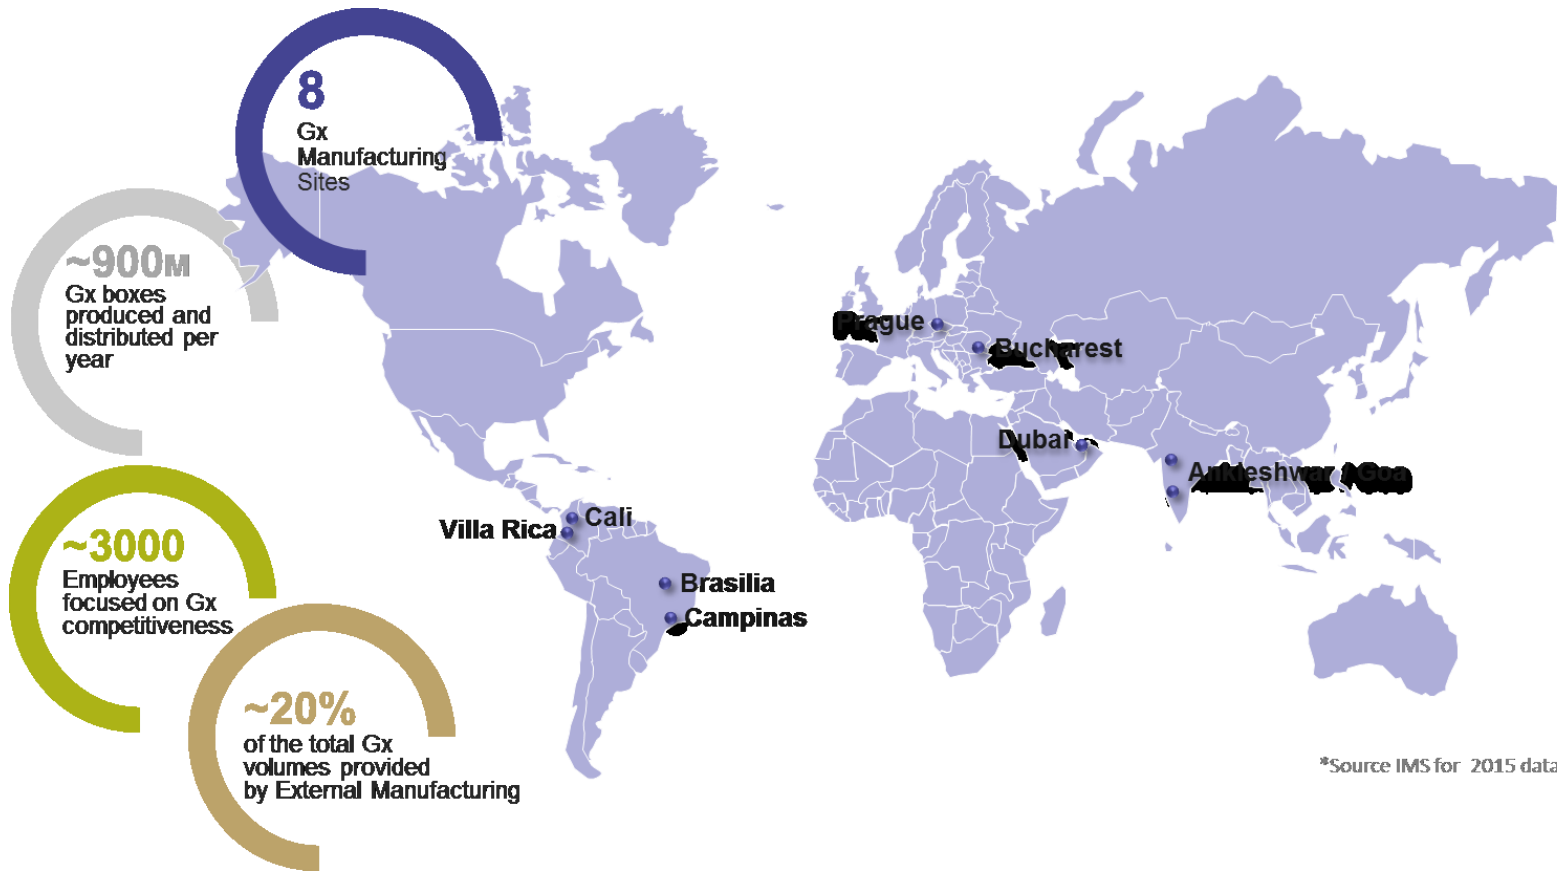 8
Gx
Manufacturing
Sites
~900M
Gx boxes
produced and
distributed per
year
~3000
Employees
focused on Gx
competitiveness
~20%
of the total Gx
volumes provided
by External Manufacturing
Prague
Bucharest
Dubai
Ankleshwar / Goa
Cali
Villa Rica
Brasilia
Campinas
*Source IMS for 2015 data